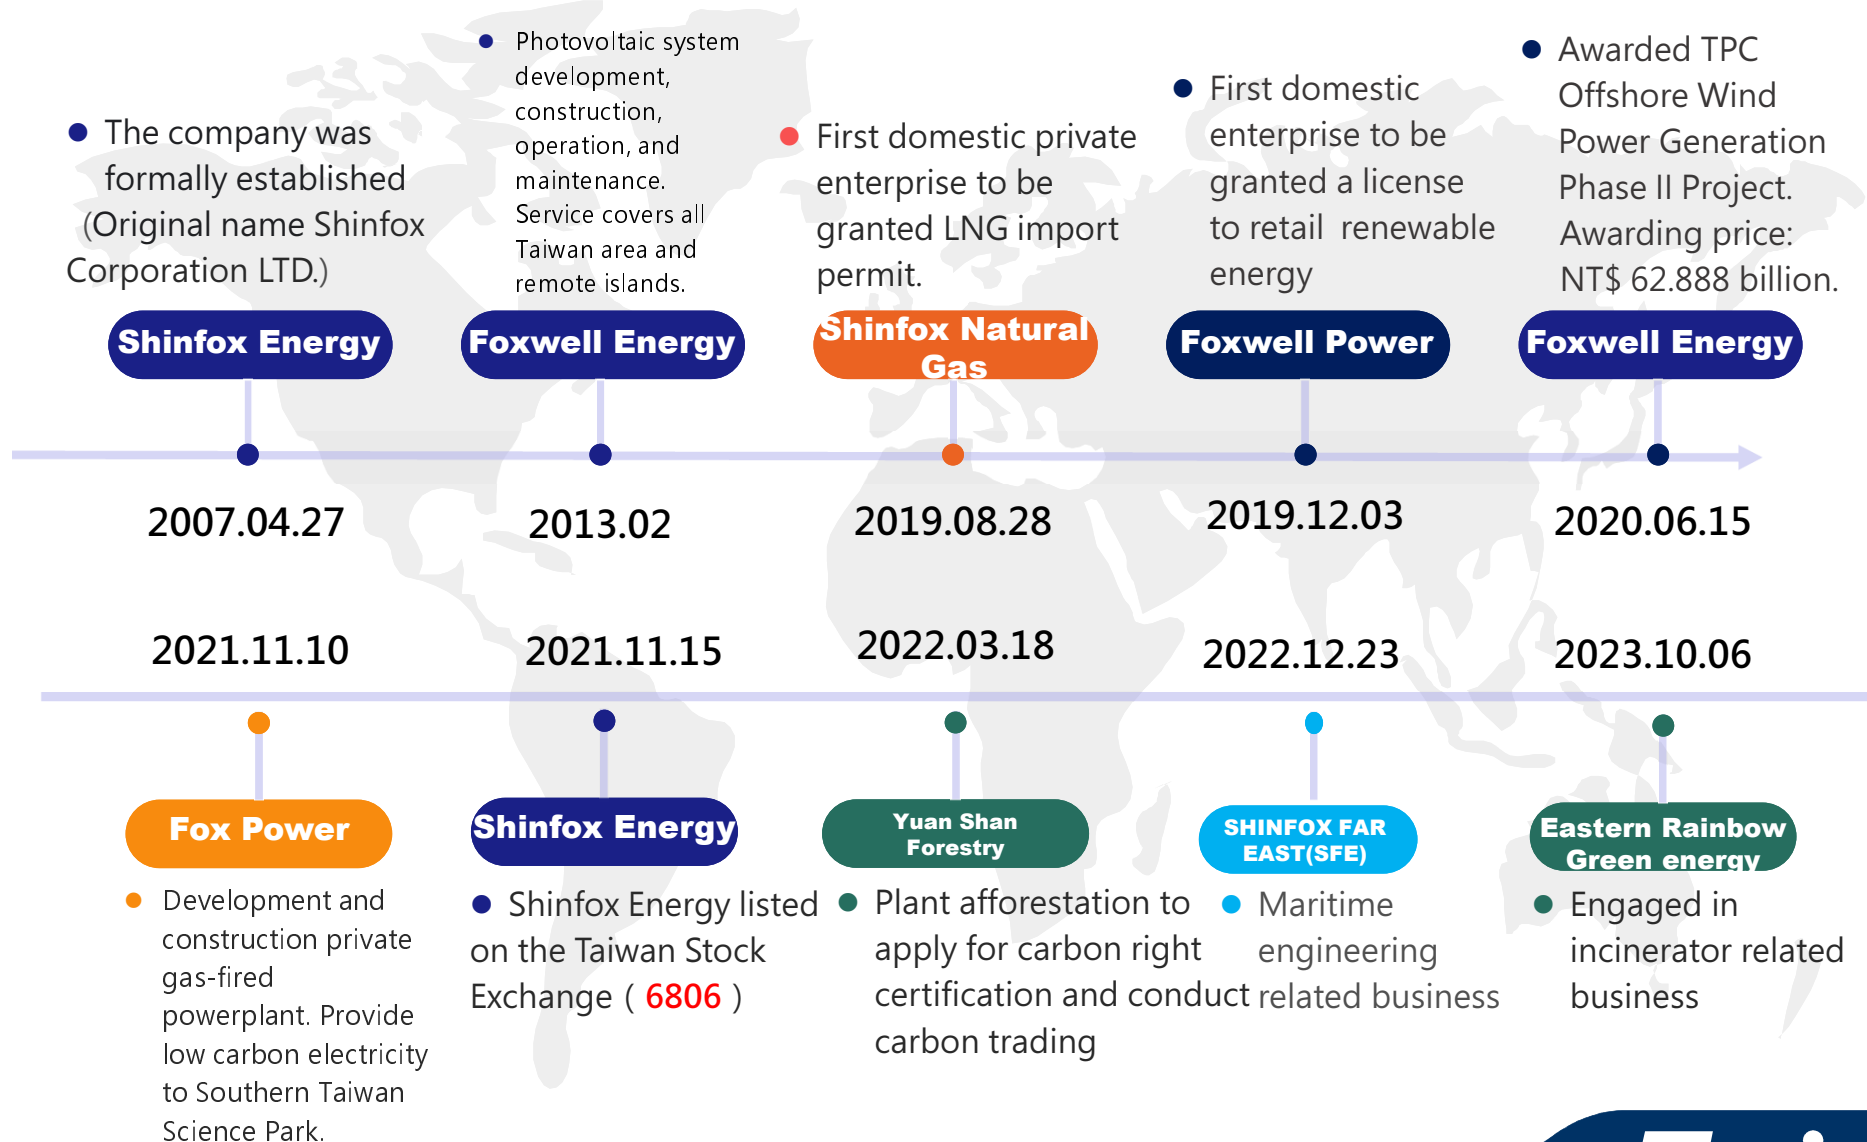 ● The company was
formally established
(Original name Shinfox
Corporation LTD.)
Shinfox Energy
2007.04.27
● Photovoltaic system
development,
construction,
operation, and
maintenance.
Service covers all
Taiwan area and
remote islands.
Foxwell Energy
2013.02
● First domestic private
enterprise to be
granted LNG import
permit.
Shinfox Natural
Gas
2019.08.28
● First domestic
enterprise to be
granted a license
to retail renewable
energy
Foxwell Power
2019.12.03
● Awarded TPC
Offshore Wind
Power Generation
Phase II Project.
Awarding price:
NT$ 62.888 billion.
Foxwell Energy
2020.06.15
2021.11.10
Fox Power
● Development and
construction private
gas-fired
powerplant. Provide
low carbon electricity
to Southern Taiwan
Science Park.
2021.11.15
Shinfox Energy
● Shinfox Energy listed
on the Taiwan Stock
Exchange ( 6806 )
2022.03.18
Yuan Shan
Forestry
● Plant afforestation to
apply for carbon right
certification and conduct
carbon trading
2022.12.23
SHINFOX FAR
EAST(SFE)
● Maritime
engineering
related business
2023.10.06
Eastern Rainbow
Green energy
● Engaged in
incinerator related
business